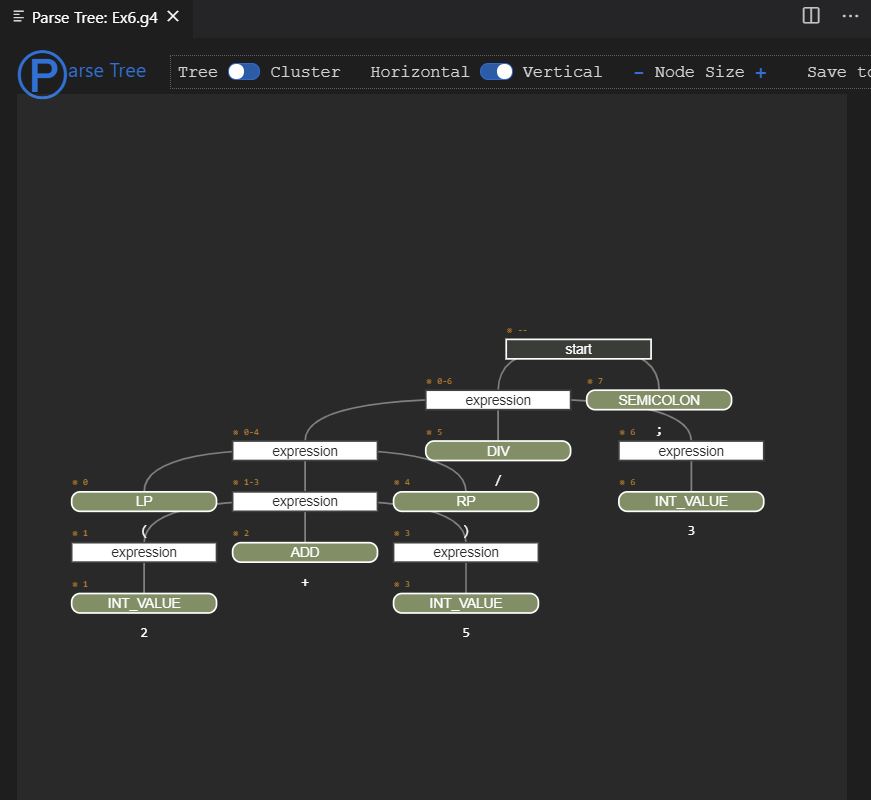 Parse Tree: Ex6.g4
Parse Tree
Tree Cluster Horizontal Vertical - Node Size + Save to
※ --
start
※ 0-6 ※ 7
expression SEMICOLON
;
※ 0-4 ※ 5 ※ 6
expression DIV expression
/
※ 0 ※ 1-3 ※ 4 ※ 6
LP expression RP INT_VALUE
( ) 3
※ 1 ※ 2 ※ 3
expression ADD expression
+
※ 1 ※ 3
INT_VALUE INT_VALUE
2 5